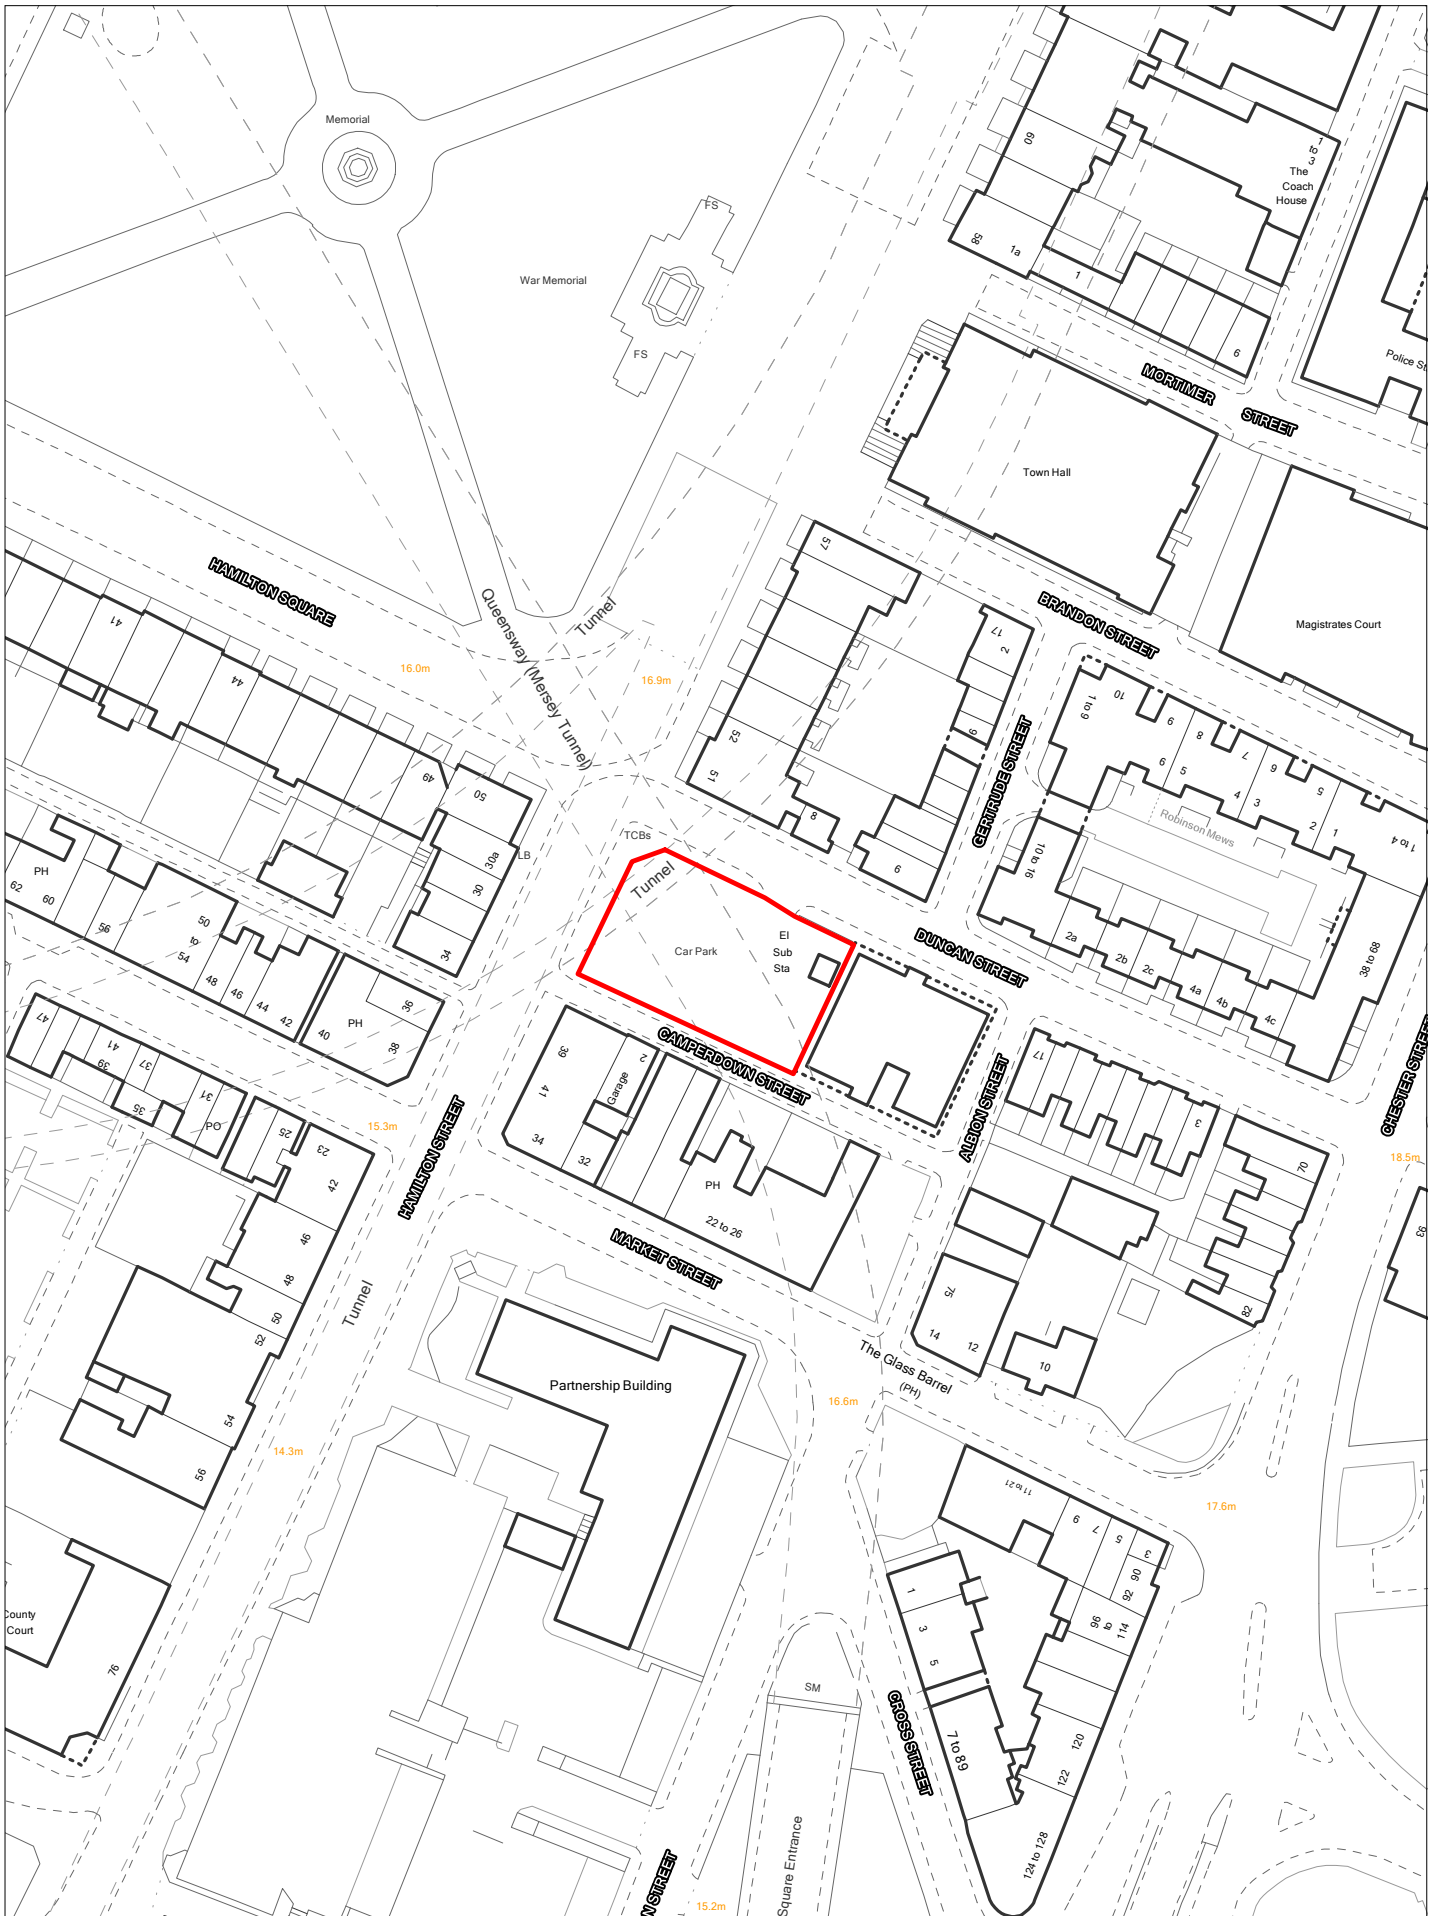 Memorial
FS
War Memorial
FS
60
58
1a
1
6
1
to
3
The
Coach
House
MORTIMER
STREET
Town Hall
HAMILTON SQUARE
41
44
49
50
16.0m
Queensway (Mersey Tunnel)
Tunnel
16.9m
57
52
51
8
17
2
9
6
BRANDON STREET
Magistrates Court
GERTRUDE STREET
1 to 9
10
9
8
7
6
5
6
5
4
3
2
1
1 to 4
Robinson Mews
10 to 16
2a
2b
2c
4a
4b
4c
38 to 68
TCBs
LB
30a
30
34
PH
62
60
56
50
to
54
48
46
44
42
40
PH
36
38
Tunnel
Car Park
El
Sub
Sta
DUNCAN STREET
CAMPERDOWN STREET
ALBION STREET
CHESTER STREET
18.5m
47
41
39
37
35
31
PO
25
23
42
46
48
50
52
54
56
15.3m
HAMILTON STREET
39
41
34
32
Garage
2
PH
22 to 26
MARKET STREET
17
3
70
82
93
75
14
12
10
Tunnel
Partnership Building
The Glass Barrel
(PH)
16.6m
14.3m
17.6m
11 to 21
9
7
5
3
90
92
96
to
114
120
122
124 to 128
1
3
5
7 to 89
CROSS STREET
SM
Square Entrance
County
Court
76
15.2m